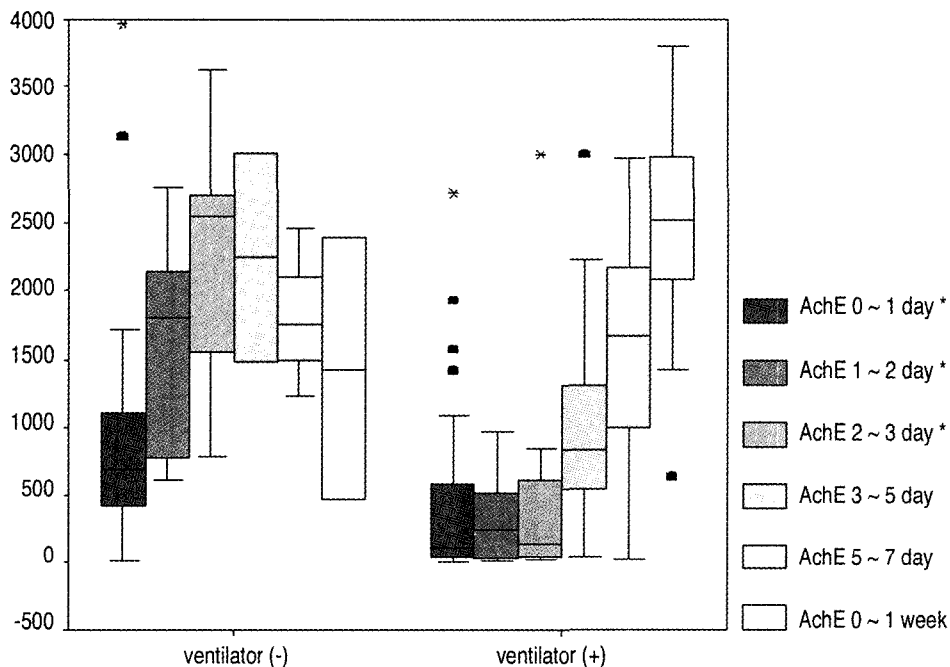 4000
3500
3000
2500
2000
1500
1000
500
0
-500
ventilator (-)
ventilator (+)
AchE 0 ~ 1 day *
AchE 1 ~ 2 day *
AchE 2 ~ 3 day *
AchE 3 ~ 5 day
AchE 5 ~ 7 day
AchE 0 ~ 1 week